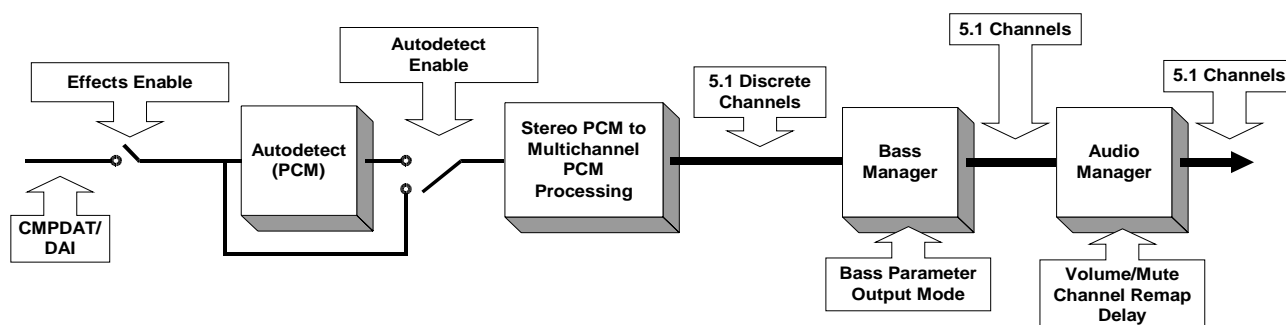 Effects Enable
CMPDAT/
DAI
Autodetect
(PCM)
Autodetect
Enable
Stereo PCM to
Multichannel
PCM
Processing
5.1 Discrete
Channels
Bass
Manager
Bass Parameter
Output Mode
5.1 Channels
Audio
Manager
Volume/Mute
Channel Remap
Delay
5.1 Channels